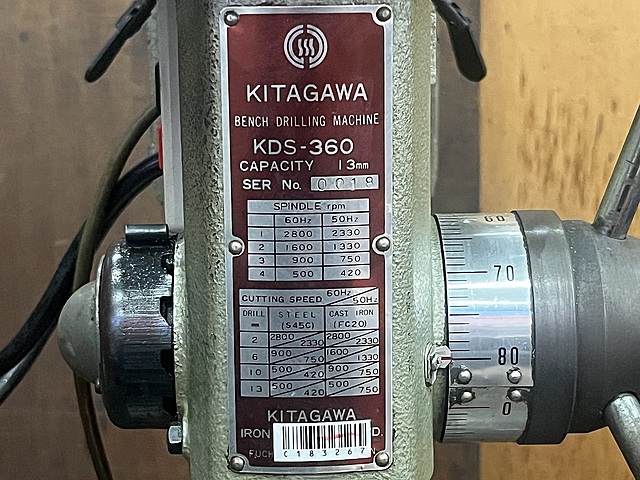 KITAGAWA
BENCH DRILLING MACHINE
KDS-360
CAPACITY 13mm
SER No. 0018
SPINDLE rpm
60Hz 50Hz
1 2800 2330
2 1600 1330
3 900 750
4 500 420
CUTTING SPEED 60Hz 50Hz
DRILL STEEL (S45C) CAST IRON (FC20)
2 2800 2330 2800 2330
6 900 750 1600 1330
10 500 420 900 750
13 500 420 500 750
KITAGAWA
IRON
C183267
60
70
80
0